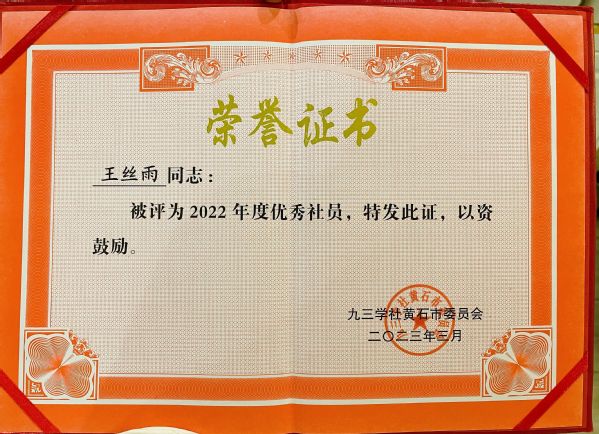 荣誉证书
王丝雨同志：
被评为2022年度优秀社员，特发此证，以资
鼓励。
九三学社黄石市委员会
二〇二三年三月